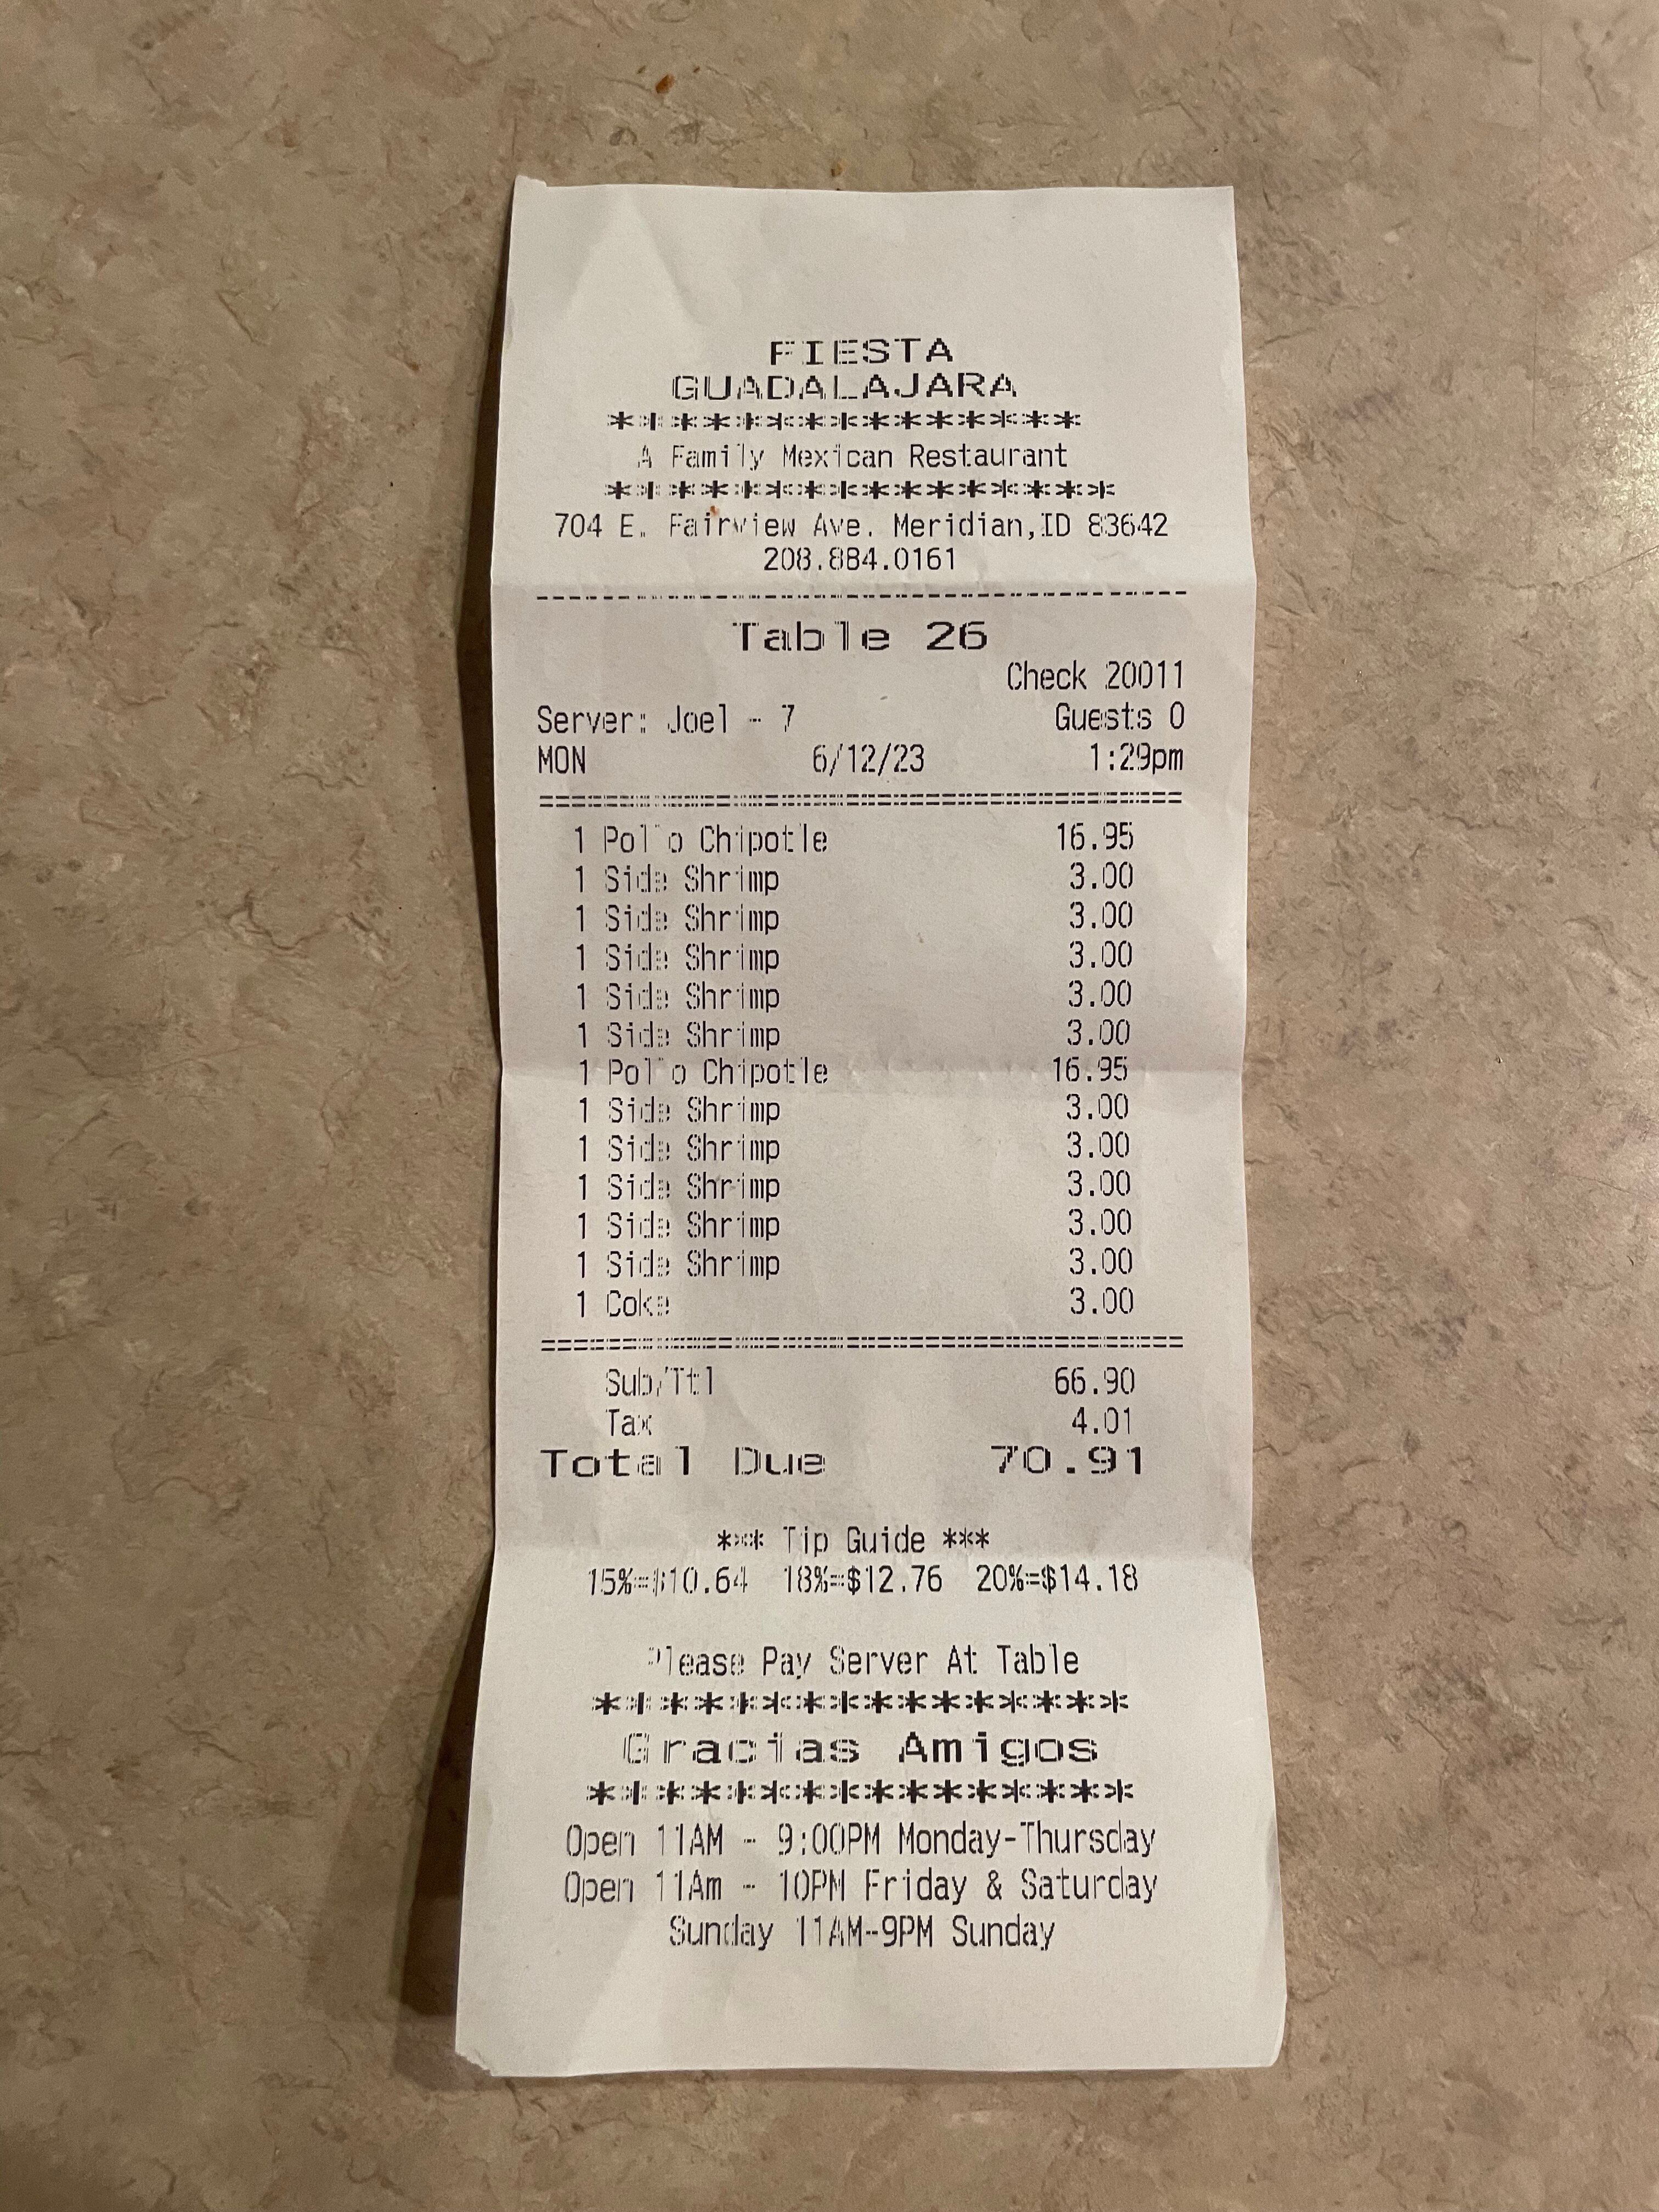 FIESTA
GUADALAJARA
***************
A Family Mexican Restaurant
****************
704 E. Fairview Ave. Meridian,ID 83642
208.884.0161
-----------------------------------------
Table 26
Check 20011
Server: Joel - 7 Guests 0
MON 6/12/23 1:29pm
=========================================
1 Pollo Chipotle 16.95
1 Side Shrimp 3.00
1 Side Shrimp 3.00
1 Side Shrimp 3.00
1 Side Shrimp 3.00
1 Side Shrimp 3.00
1 Pollo Chipotle 16.95
1 Side Shrimp 3.00
1 Side Shrimp 3.00
1 Side Shrimp 3.00
1 Side Shrimp 3.00
1 Side Shrimp 3.00
1 Coke 3.00
=========================================
Sub/Ttl 66.90
Tax 4.01
Total Due 70.91
*** Tip Guide ***
15%=$10.64 18%=$12.76 20%=$14.18
Please Pay Server At Table
****************
Gracias Amigos
****************
Open 11AM - 9:00PM Monday-Thursday
Open 11Am - 10PM Friday & Saturday
Sunday 11AM-9PM Sunday